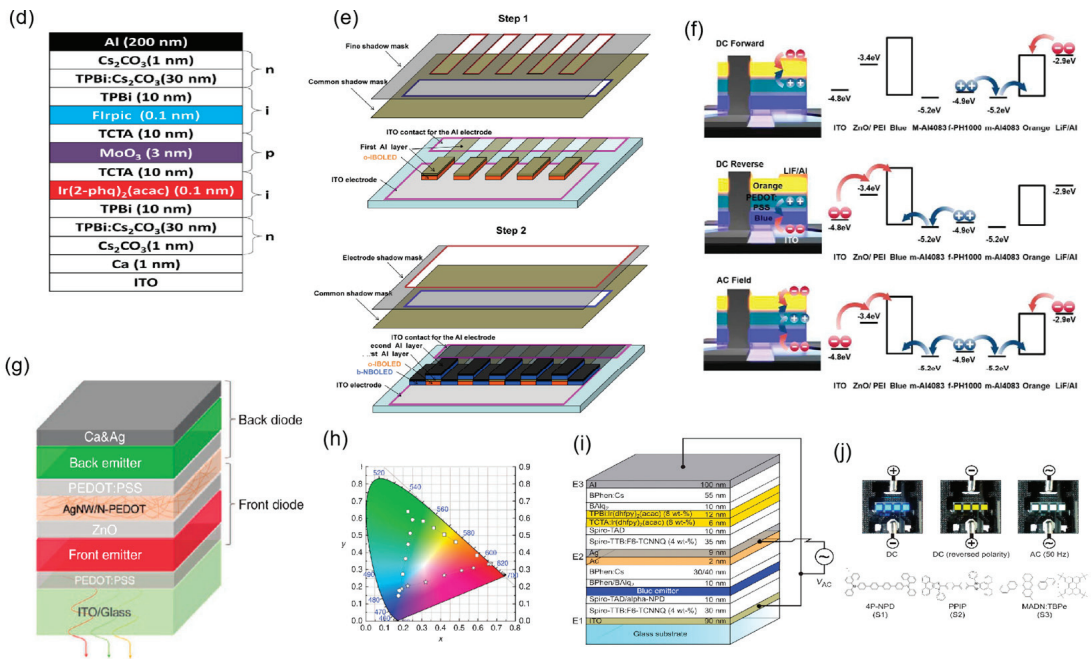 (d)
Al (200 nm)
Cs₂CO₃(1 nm)
TPBi:Cs₂CO₃(30 nm)
n
TPBi (10 nm)
FIrpic (0.1 nm)
i
TCTA (10 nm)
MoO₃ (3 nm)
p
TCTA (10 nm)
Ir(2-phq)₂(acac) (0.1 nm)
i
TPBi (10 nm)
TPBi:Cs₂CO₃(30 nm)
n
Cs₂CO₃(1 nm)
Ca (1 nm)
ITO
(e)
Step 1
Fine shadow mask
Common shadow mask
ITO contact for the Al electrode
First Al layer
o-IBOLED
ITO electrode
Step 2
Electrode shadow mask
Common shadow mask
ITO contact for the Al electrode
econd Al layer
rst Al layer
o-IBOLED
b-NBOLED
ITO electrode
(f)
DC Forward
-4.8eV
-3.4eV
-5.2eV
-4.9eV
-5.2eV
-2.9eV
ITO ZnO/ PEI Blue M-AI4083 f-PH1000 m-AI4083 Orange LiF/Al
DC Reverse
LiF/Al
Orange
PEDOT:
PSS
Blue
ITO
-4.8eV
-3.4eV
-5.2eV
-4.9eV
-5.2eV
-2.9eV
ITO ZnO/ PEI Blue m-AI4083 f-PH1000 m-AI4083 Orange LiF/Al
AC Field
-4.8eV
-3.4eV
-5.2eV
-4.9eV
-5.2eV
-2.9eV
ITO ZnO/ PEI Blue m-AI4083 f-PH1000 m-AI4083 Orange LiF/Al
(g)
Ca&Ag
Back emitter
PEDOT:PSS
AgNW/N-PEDOT
ZnO
Front emitter
PEDOT:PSS
ITO/Glass
Back diode
Front diode
(h)
0.9
0.8
0.7
0.6
0.5
0.4
0.3
0.2
0.1
0.0
y
0.0 0.1 0.2 0.3 0.4 0.5 0.6 0.7 0.8
x
520
540
560
580
600
620
700
490
480
470
460
(i)
E3
Al 100 nm
BPhen:Cs 55 nm
BAlq₂ 10 nm
TPBI:Ir(dhfpy)₂(acac) (8 wt-%) 12 nm
TCTA:Ir(dhfpy)₂(acac) (8 wt-%) 6 nm
Spiro-TAD 10 nm
Spiro-TTB:F6-TCNNQ (4 wt-%) 35 nm
E2
Ag 9 nm
2 nm
BPhen:Cs 30/40 nm
BPhen/BAlq₂ 10 nm
Blue emitter
Spiro-TAD/alpha-NPD 10 nm
Spiro-TTB:F6-TCNNQ (4 wt-%) 30 nm
E1
ITO 90 nm
Glass substrate
V_AC
(j)
DC
DC (reversed polarity)
AC (50 Hz)
4P-NPD
(S1)
PPIP
(S2)
MADN:TBPe
(S3)